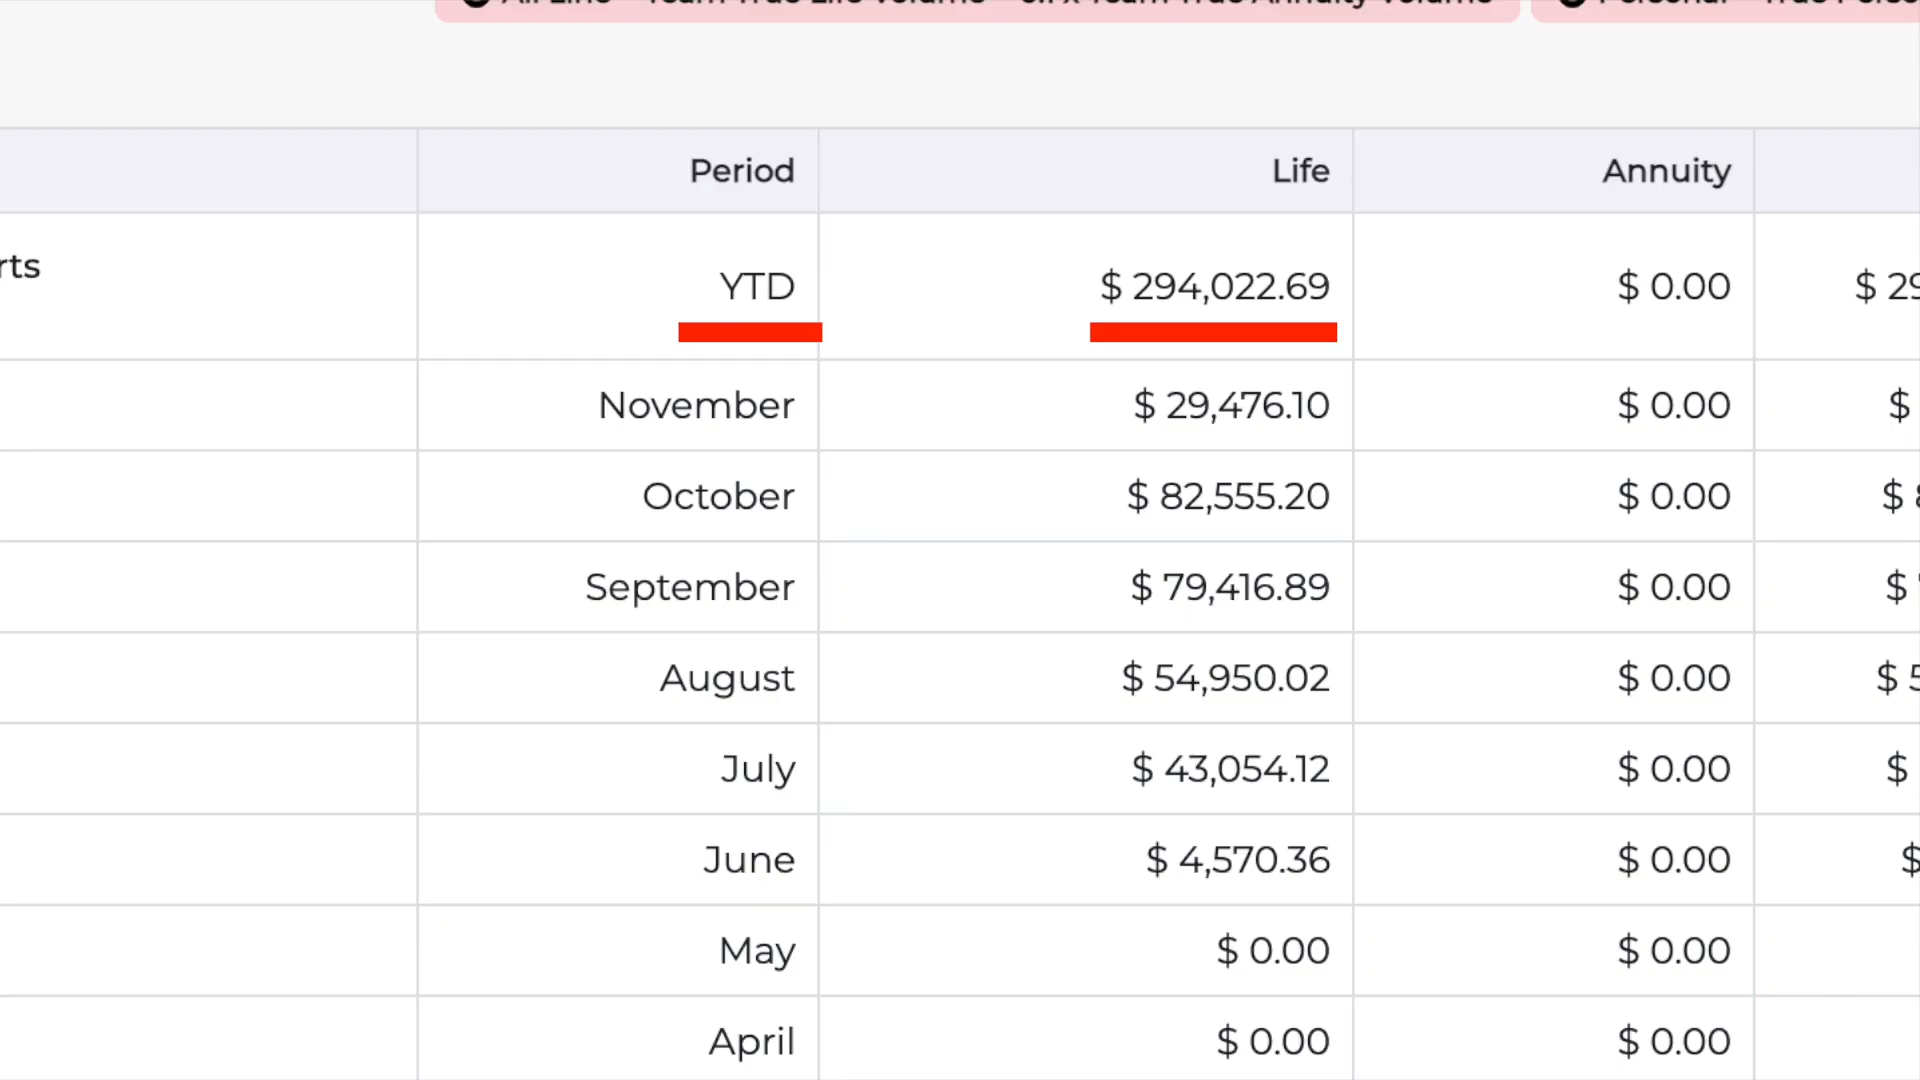 Period Life Annuity
rts
YTD $ 294,022.69 $ 0.00 $ 29
November $ 29,476.10 $ 0.00 $
October $ 82,555.20 $ 0.00 $
September $ 79,416.89 $ 0.00 $
August $ 54,950.02 $ 0.00 $ 5
July $ 43,054.12 $ 0.00 $
June $ 4,570.36 $ 0.00 $
May $ 0.00 $ 0.00
April $ 0.00 $ 0.00